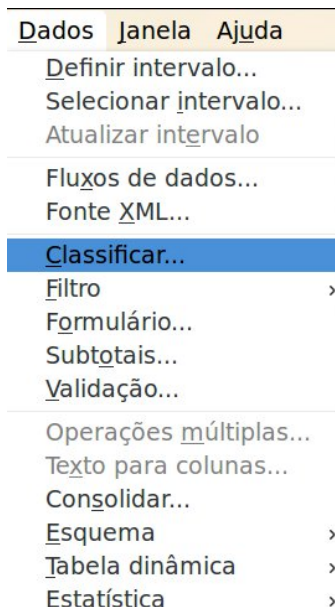 Dados Janela Ajuda
Definir intervalo...
Selecionar intervalo...
Atualizar intervalo
Fluxos de dados...
Fonte XML...
Classificar...
Filtro
Formulário...
Subtotais...
Validação...
Operações múltiplas...
Texto para colunas...
Consolidar...
Esquema
Tabela dinâmica
Estatística